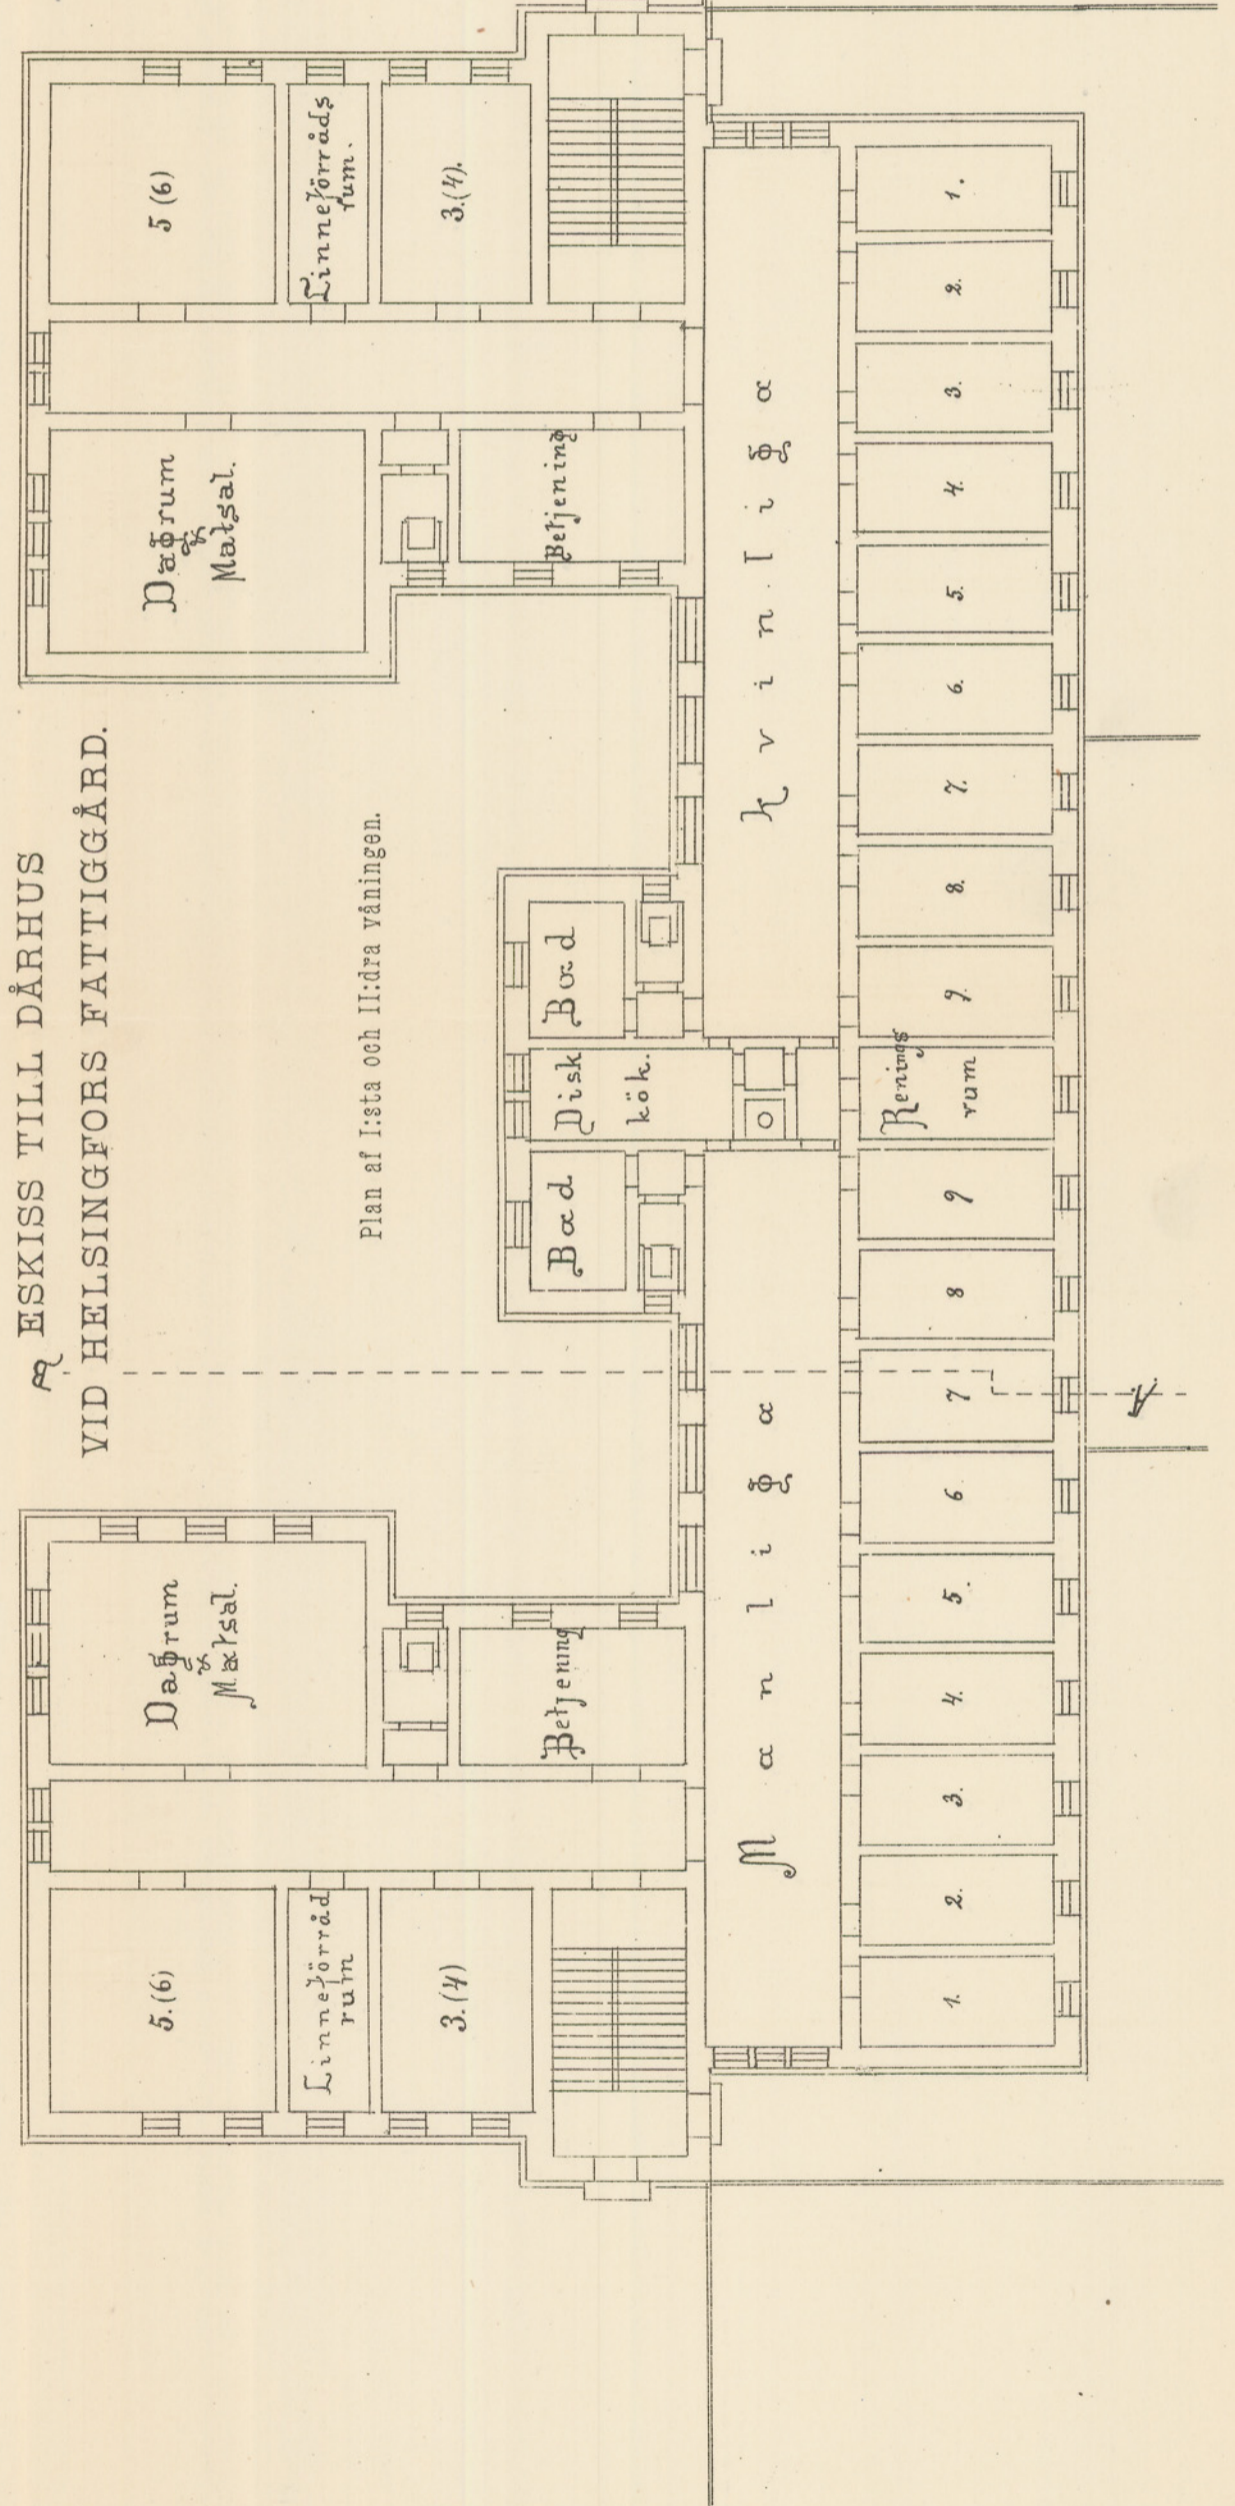 ESKISS TILL DÅRHUS
VID HELSINGFORS FATTIGGÅRD.
Plan af I:sta och II:dra våningen.
5.(6)
Linneförråd
rum
3.(4)
Dagrum
&
Matsal.
Betjening
Bad
Disk
kök.
Bad
Dagrum
&
Matsal.
Betjening
5 (6)
Linneförråds
rum.
3.(4).
Manliga
kvinliga
1.
2.
3.
4.
5.
6
7
8
9
Renings
rum
9.
8.
7.
6.
5.
4.
3.
2.
1.
A.